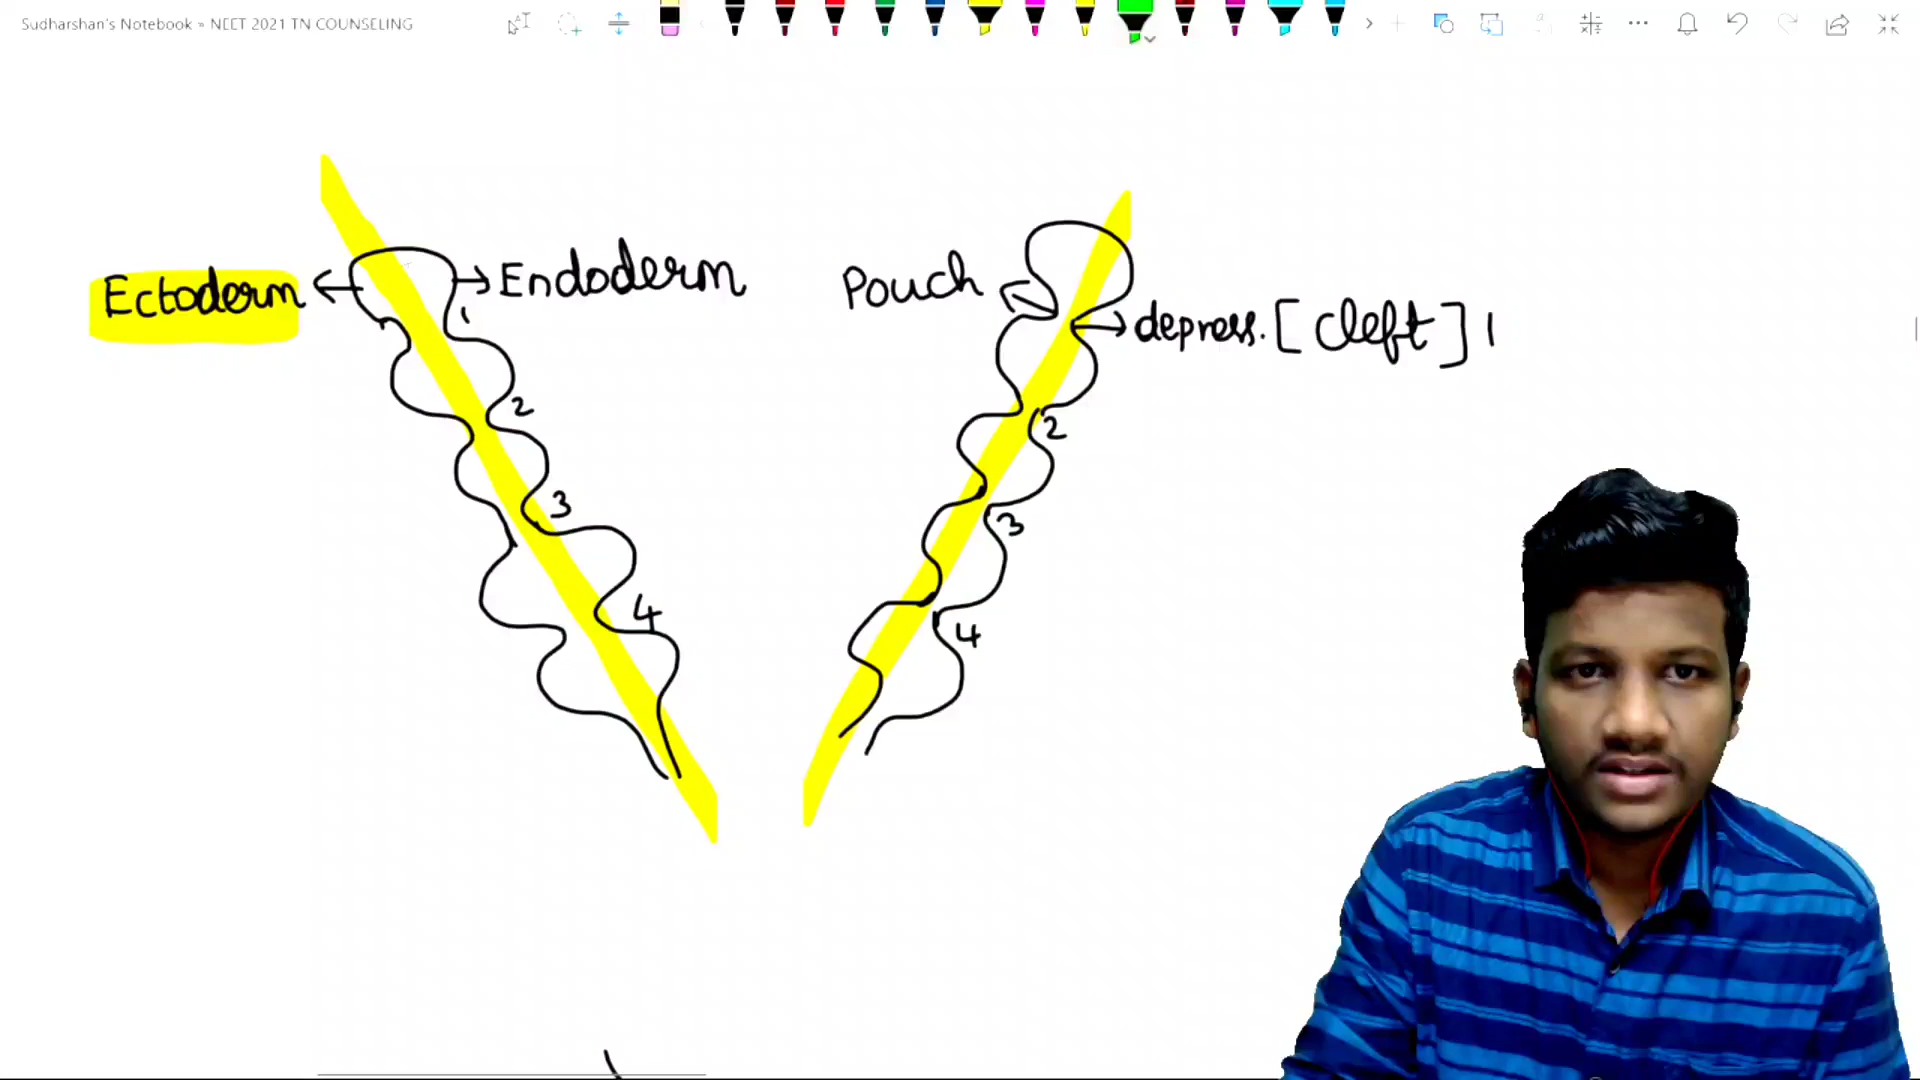 Sudharshan's Notebook » NEET 2021 TN COUNSELING
Ectoderm
Endoderm
Pouch
depress. [cleft] 1
1
2
3
4
2
3
4